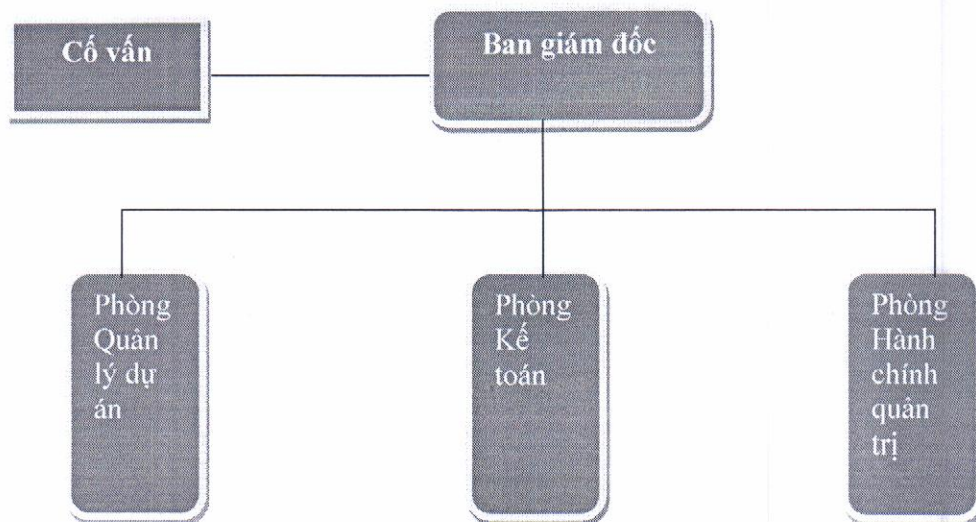 Cố vấn
Ban giám đốc
Phòng
Quản
lý dự
án
Phòng
Kế
toán
Phòng
Hành
chính
quản
trị